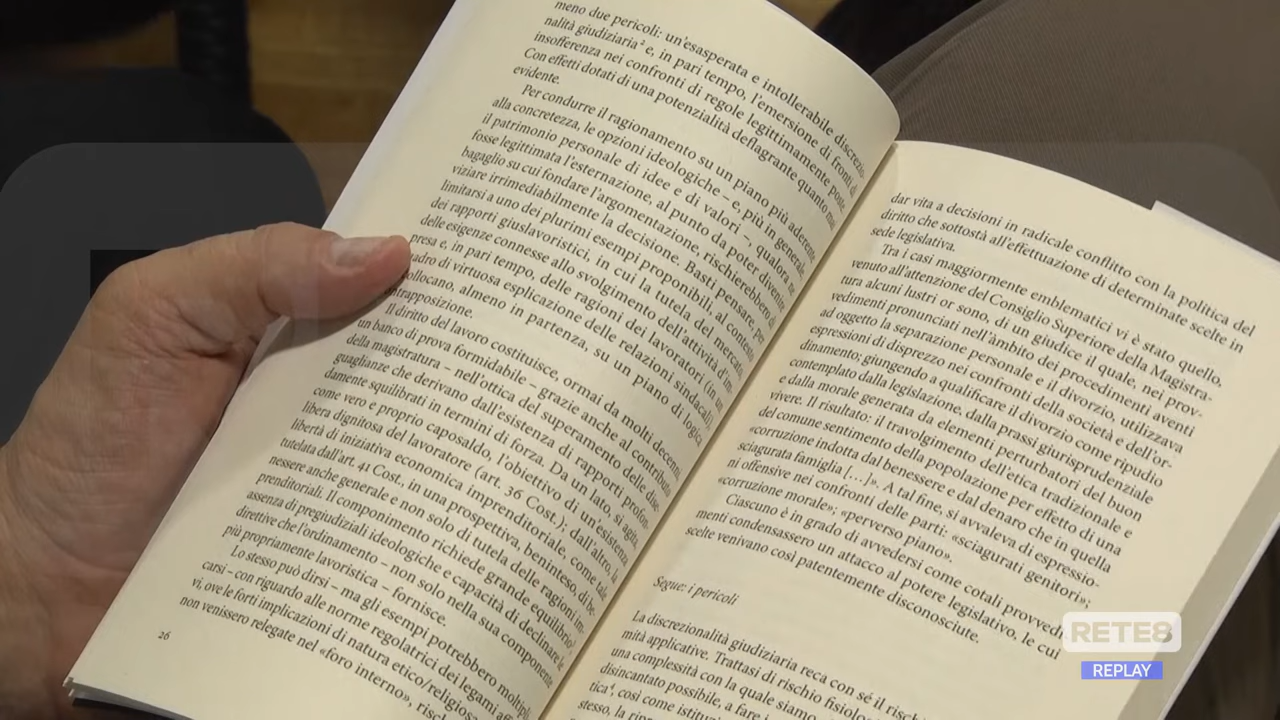 meno due pericoli: un'esasperata e intollerabile discrezio-
nalità giudiziaria² e, in pari tempo, l'emersione di fronti di
insofferenza nei confronti di regole legittimamente poste.
Con effetti dotati di una potenzialità deflagrante quanto mai
evidente.
Per condurre il ragionamento su un piano più aderente
alla concretezza, le opzioni ideologiche – e, più in generale,
il patrimonio personale di idee e di valori –, qualora ne
fosse legittimata l'esternazione, al punto da poter diventare
bagaglio su cui fondare l'argomentazione, rischierebbero di
viziare irrimediabilmente la decisione. Basti pensare, per
limitarsi a uno dei plurimi esempi proponibili, al contesto
dei rapporti giuslavoristici, in cui la tutela del mercato,
delle esigenze connesse allo svolgimento dell'attività d'im-
presa e, in pari tempo, delle ragioni dei lavoratori (in un
adro di virtuosa esplicazione delle relazioni sindacali),
ollocano, almeno in partenza, su un piano di logica
ntrapposizione.
Il diritto del lavoro costituisce, ormai da molti decenni,
un banco di prova formidabile – grazie anche al contributo
della magistratura – nell'ottica del superamento delle disu-
guaglianze che derivano dall'esistenza di rapporti profon-
damente squilibrati in termini di forza. Da un lato, si agita,
come vero e proprio caposaldo, l'obiettivo di un'esistenza
libera dignitosa del lavoratore (art. 36 Cost.); dall'altro, la
libertà di iniziativa economica imprenditoriale, come tale
tutelata dall'art. 41 Cost., in una prospettiva, beninteso, di be-
nessere anche generale e non solo di tutela delle ragioni im-
prenditoriali. Il componimento richiede grande equilibrio,
assenza di pregiudiziali ideologiche e capacità di declinare le
direttive che l'ordinamento – non solo nella sua componente
più propriamente lavoristica – fornisce.
Lo stesso può dirsi – ma gli esempi potrebbero moltipli-
carsi – con riguardo alle norme regolatrici dei legami
vi, ove le forti implicazioni di natura etico/religiosa
non venissero relegate nel «foro interno»,
26
dar vita a decisioni in radicale conflitto con la politica del
diritto che sottostà all'effettuazione di determinate scelte in
sede legislativa.
Tra i casi maggiormente emblematici vi è stato quello,
venuto all'attenzione del Consiglio Superiore della Magistra-
tura alcuni lustri or sono, di un giudice il quale, nei prov-
vedimenti pronunciati nell'àmbito dei procedimenti aventi
ad oggetto la separazione personale e il divorzio, utilizzava
espressioni di disprezzo nei confronti della società e dell'or-
dinamento; giungendo a qualificare il divorzio come ripudio
contemplato dalla legislazione, dalla prassi giurisprudenziale
e dalla morale generata da elementi perturbatori del buon
vivere. Il risultato: il travolgimento dell'etica tradizionale e
del comune sentimento della popolazione per effetto di una
«corruzione indotta dal benessere e dal denaro che in quella
sciagurata famiglia [...]». A tal fine, si avvaleva di espressio-
ni offensive nei confronti delle parti: «sciagurati genitori»;
«corruzione morale»; «perverso piano».
Ciascuno è in grado di avvedersi come cotali provvedi-
menti condensassero un attacco al potere legislativo, le cui
scelte venivano così patentemente disconosciute.
Segue: i pericoli
La discrezionalità giudiziaria reca con sé il risch
mità applicative. Trattasi di rischio fisiolo
una complessità con la quale siamo
disincantato possibile, a fare i
tica⁴, così come istituz
stesso, la rip
RETE8
REPLAY